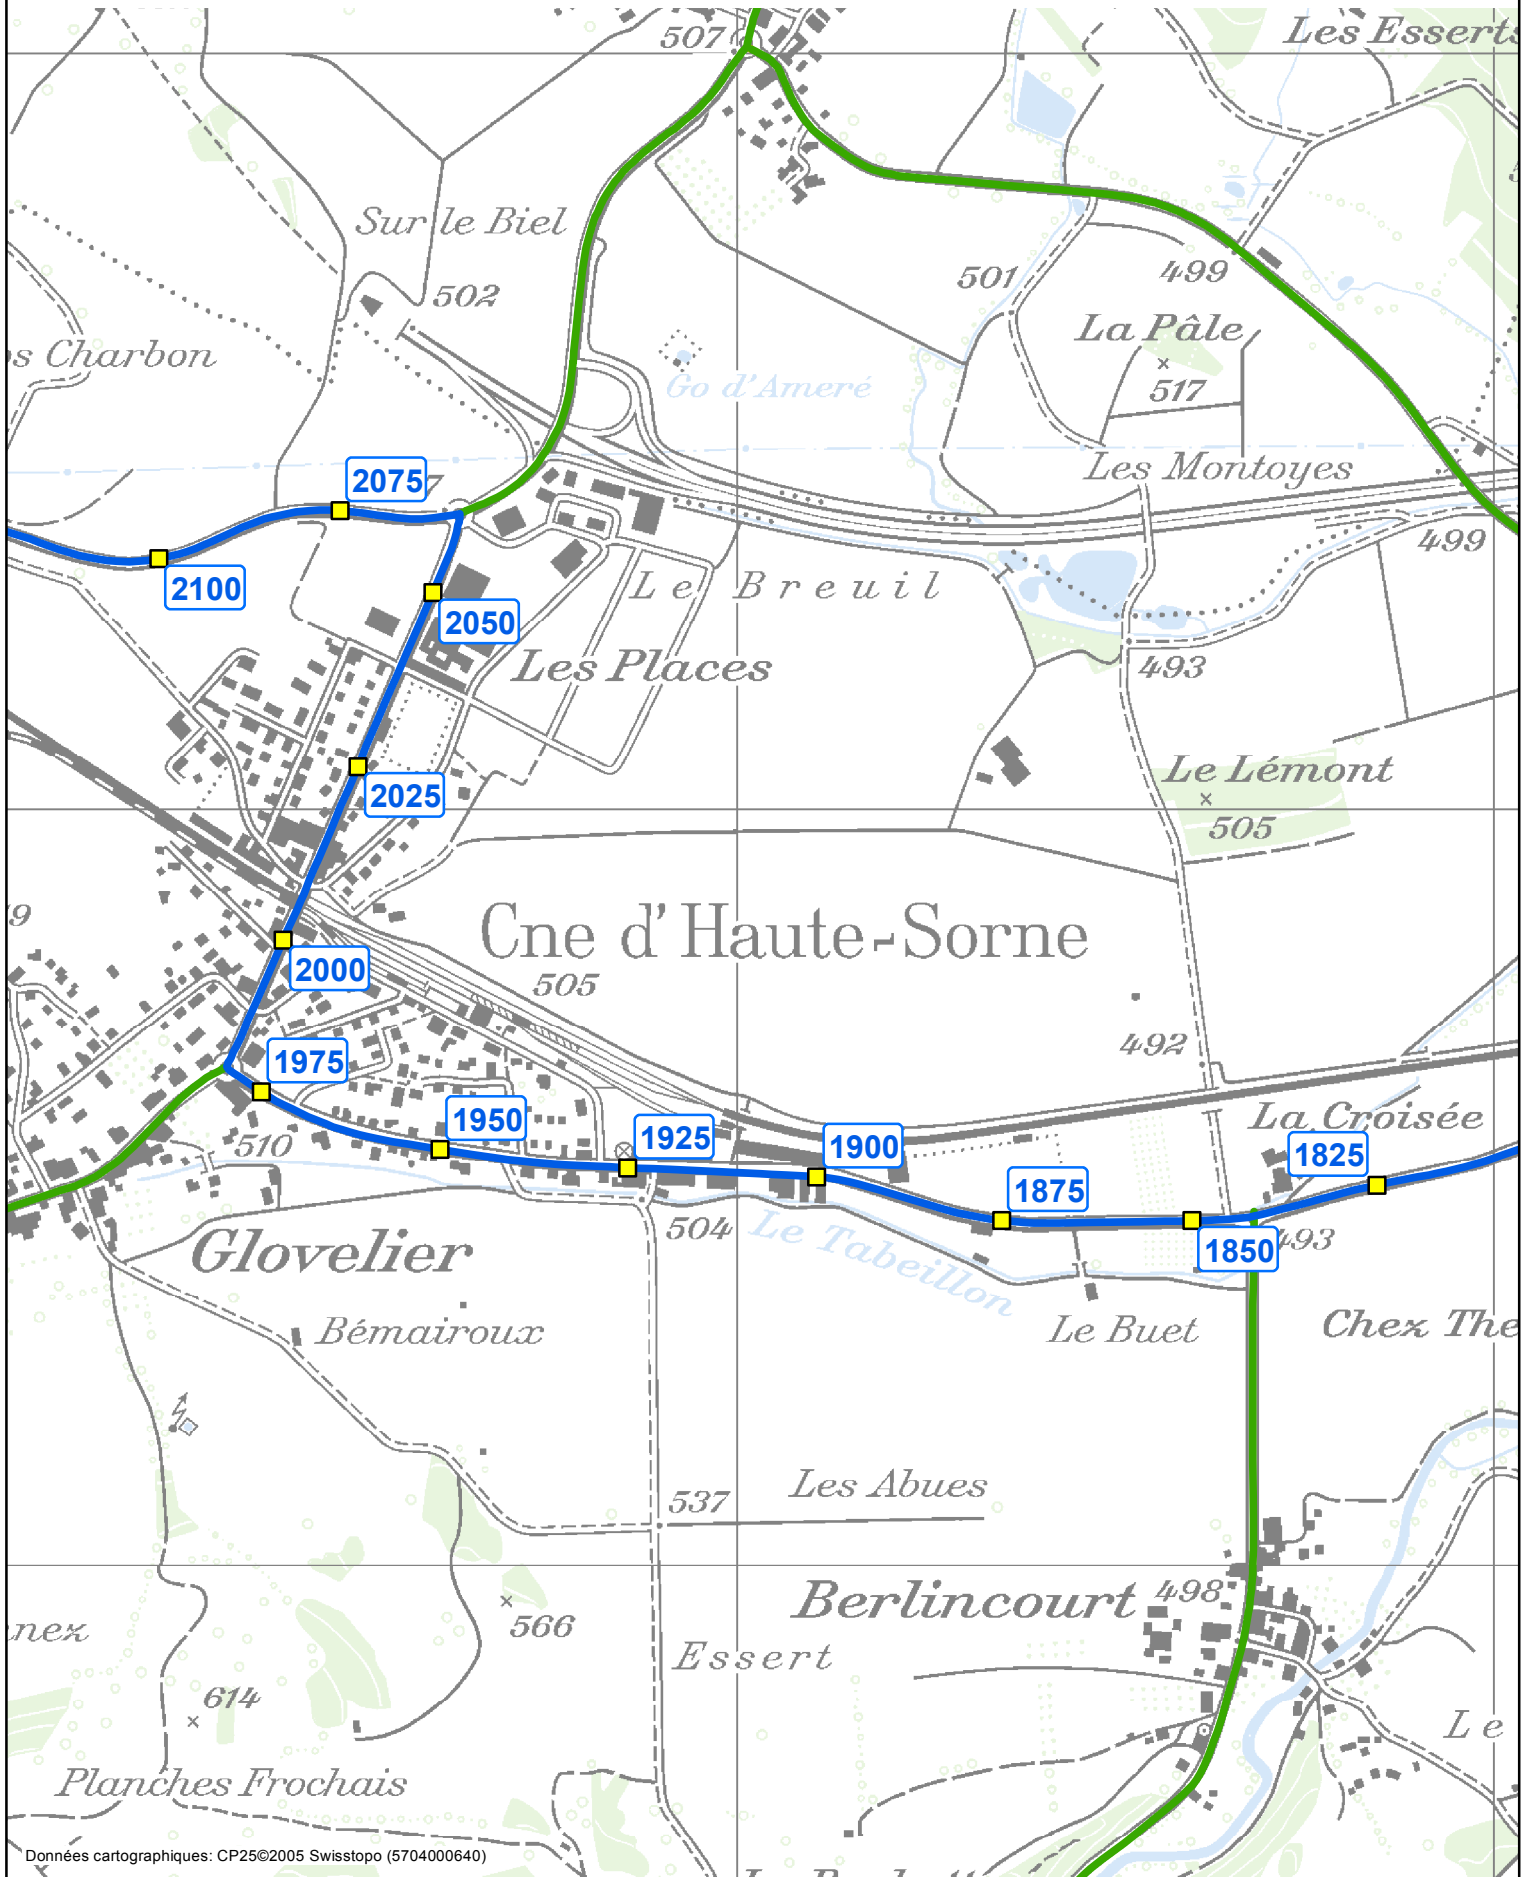 507
Les Esserts
Sur le Biel
502
501
499
La Pâle
517
Charbon
Go d'Ameré
Les Montoyes
2075
2100
499
2050
Le Breuil
Les Places
493
2025
Le Lémont
505
Cne d'Haute-Sorne
505
2000
492
1975
1950
1925
1900
La Croisée
1825
510
1875
504
Le Tabeillon
1850
493
Glovelier
Bémairoux
Le Buet
Chez The
Les Abues
537
Berlincourt
498
566
Essert
614
Le
Planches Frochais
Données cartographiques: CP25©2005 Swisstopo (5704000640)